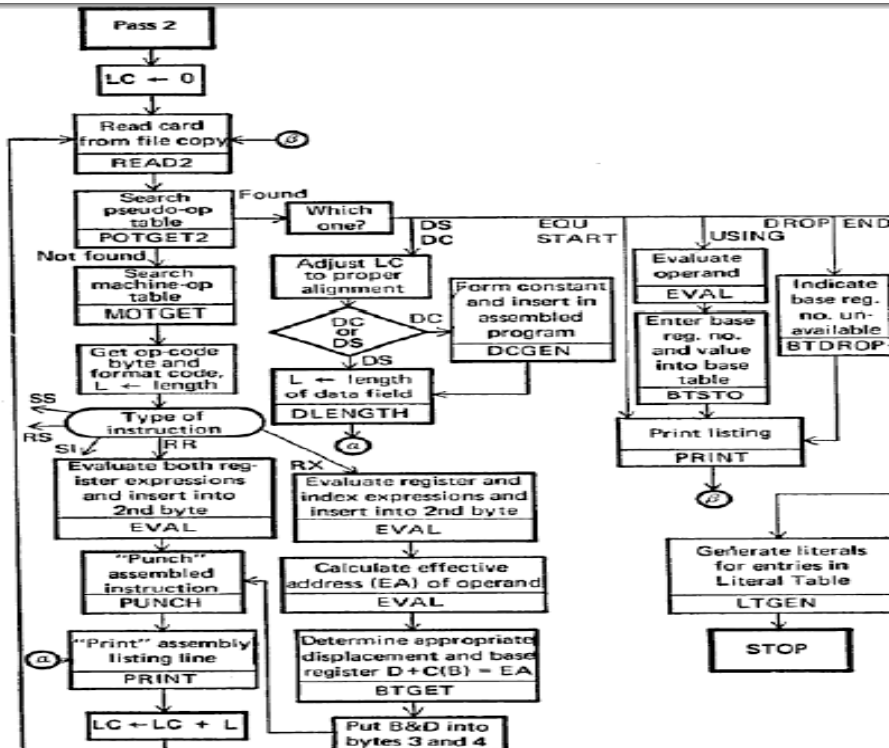 Pass 2
LC ← 0
Read card
from file copy
READ2
β
Search
pseudo-op
table
POTGET2
Found
Which
one?
DS
DC
EQU
START
USING
DROP
END
Not found
Search
machine-op
table
MOTGET
Adjust LC
to proper
alignment
DC
or
DS
DC
DS
Form constant
and insert in
assembled
program
DCGEN
Evaluate
operand
EVAL
Enter base
reg. no.
and value
into base
table
BTSTO
Indicate
base reg.
no. un-
available
BTDROP
Get op-code
byte and
format code,
L ← length
L ← length
of data field
DLENGTH
α
Print listing
PRINT
β
SS
RS
SI
RR
RX
Type of
instruction
Evaluate both reg-
ister expressions
and insert into
2nd byte
EVAL
Evaluate register and
index expressions and
insert into 2nd byte
EVAL
"Punch"
assembled
instruction
PUNCH
Calculate effective
address (EA) of operand
EVAL
Generate literals
for entries in
Literal Table
LTGEN
STOP
α
"Print" assembly
listing line
PRINT
Determine appropriate
displacement and base
register D + C(B) = EA
BTGET
LC ← LC + L
Put B&D into
bytes 3 and 4